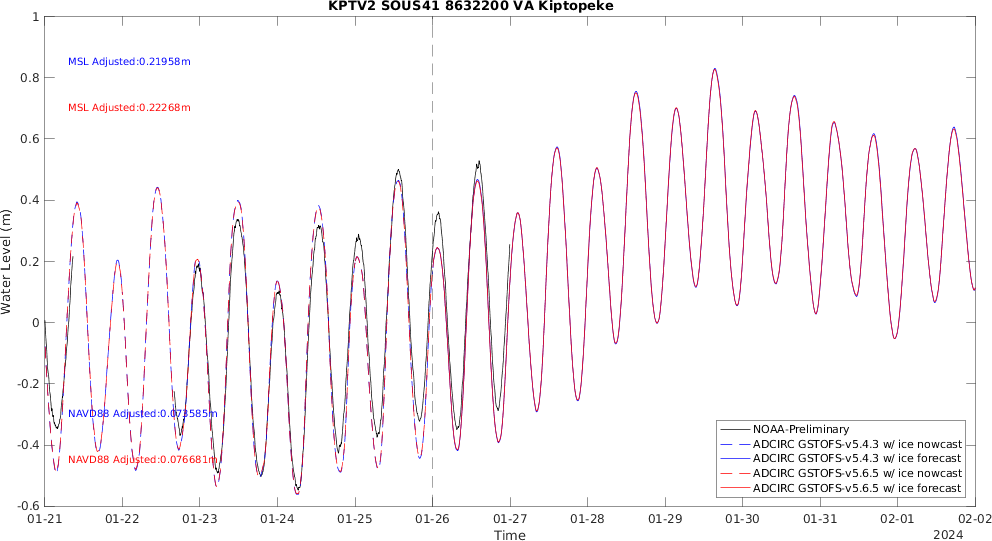 KPTV2 SOUS41 8632200 VA Kiptopeke
1
0.8
0.6
0.4
0.2
0
-0.2
-0.4
-0.6
Water Level (m)
MSL Adjusted:0.21958m
MSL Adjusted:0.22268m
NAVD88 Adjusted:0.073585m
NAVD88 Adjusted:0.076681m
NOAA-Preliminary
ADCIRC GSTOFS-v5.4.3 w/ ice nowcast
ADCIRC GSTOFS-v5.4.3 w/ ice forecast
ADCIRC GSTOFS-v5.6.5 w/ ice nowcast
ADCIRC GSTOFS-v5.6.5 w/ ice forecast
01-21 01-22 01-23 01-24 01-25 01-26 01-27 01-28 01-29 01-30 01-31 02-01 02-02
Time
2024